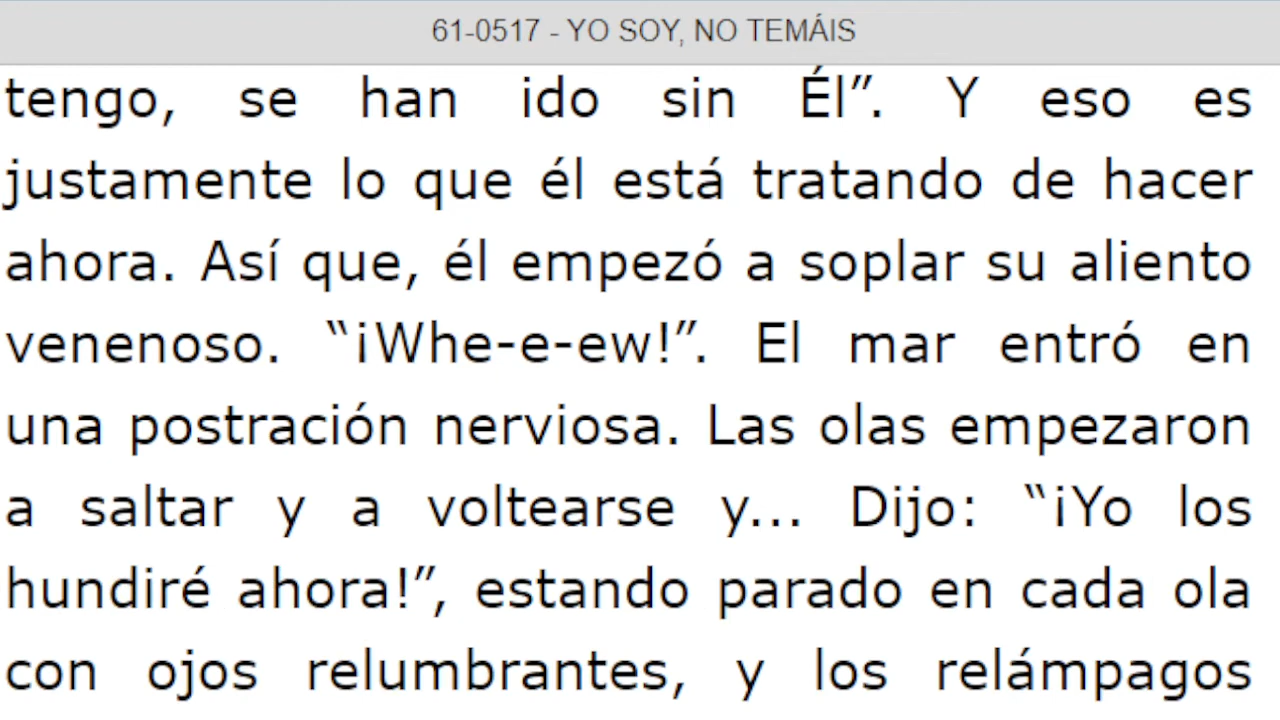 61-0517 - YO SOY, NO TEMÁIS
tengo, se han ido sin Él”. Y eso es
justamente lo que él está tratando de hacer
ahora. Así que, él empezó a soplar su aliento
venenoso. “¡Whe-e-ew!”. El mar entró en
una postración nerviosa. Las olas empezaron
a saltar y a voltearse y... Dijo: “¡Yo los
hundiré ahora!”, estando parado en cada ola
con ojos relumbrantes, y los relámpagos